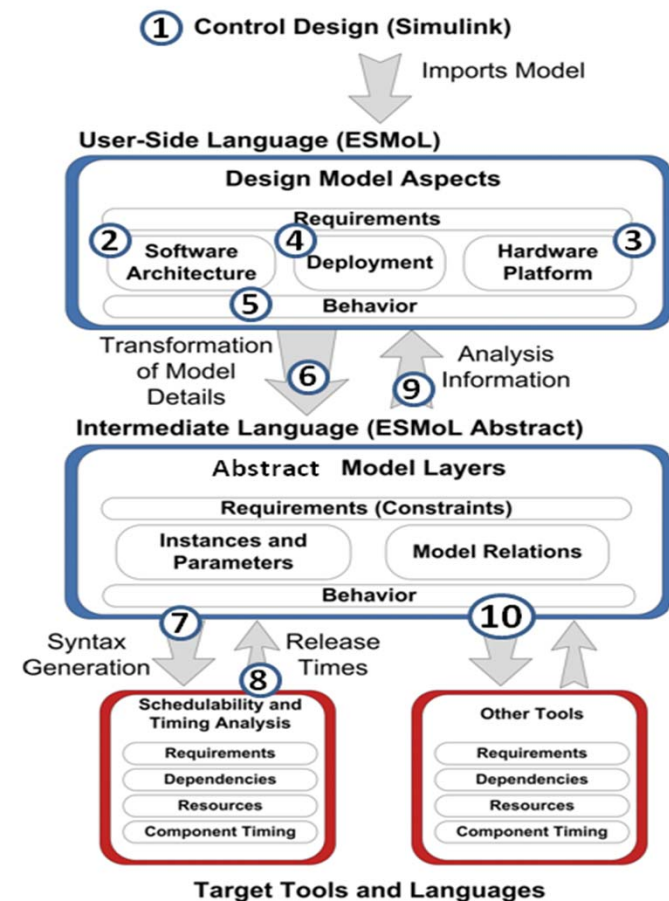 1 Control Design (Simulink)
Imports Model
User-Side Language (ESMoL)
Design Model Aspects
Requirements
2 Software
Architecture
4 Deployment
3 Hardware
Platform
5 Behavior
Transformation
of Model
Details
6
9
Analysis
Information
Intermediate Language (ESMoL Abstract)
Abstract Model Layers
Requirements (Constraints)
Instances and
Parameters
Model Relations
Behavior
7
Syntax
Generation
8
Release
Times
10
Schedulability and
Timing Analysis
Requirements
Dependencies
Resources
Component Timing
Other Tools
Requirements
Dependencies
Resources
Component Timing
Target Tools and Languages